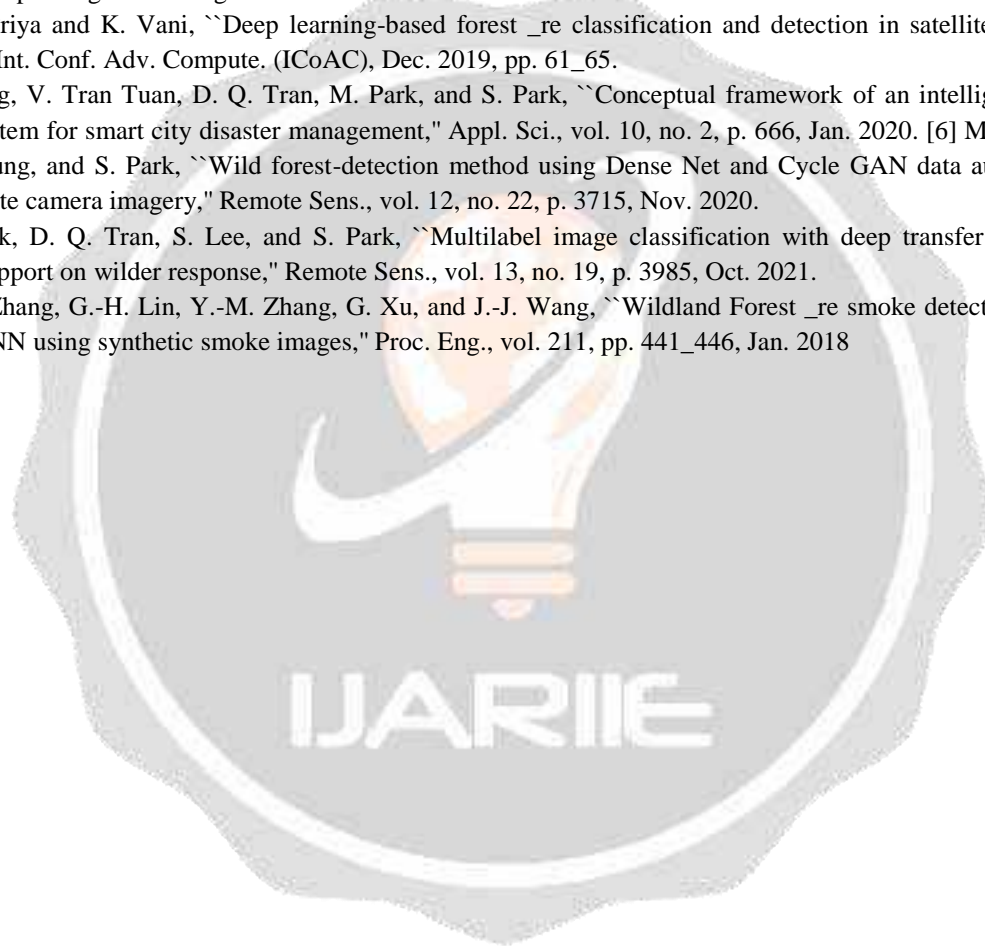 riya and K. Vani, ``Deep learning-based forest _re classification and detection in satellite
Int. Conf. Adv. Compute. (ICoAC), Dec. 2019, pp. 61_65.
g, V. Tran Tuan, D. Q. Tran, M. Park, and S. Park, ``Conceptual framework of an intellig
tem for smart city disaster management," Appl. Sci., vol. 10, no. 2, p. 666, Jan. 2020. [6] M
ung, and S. Park, ``Wild forest-detection method using Dense Net and Cycle GAN data au
te camera imagery," Remote Sens., vol. 12, no. 22, p. 3715, Nov. 2020.
k, D. Q. Tran, S. Lee, and S. Park, ``Multilabel image classification with deep transfer
pport on wilder response," Remote Sens., vol. 13, no. 19, p. 3985, Oct. 2021.
Zhang, G.-H. Lin, Y.-M. Zhang, G. Xu, and J.-J. Wang, ``Wildland Forest _re smoke detect
NN using synthetic smoke images," Proc. Eng., vol. 211, pp. 441_446, Jan. 2018
IJARIIE